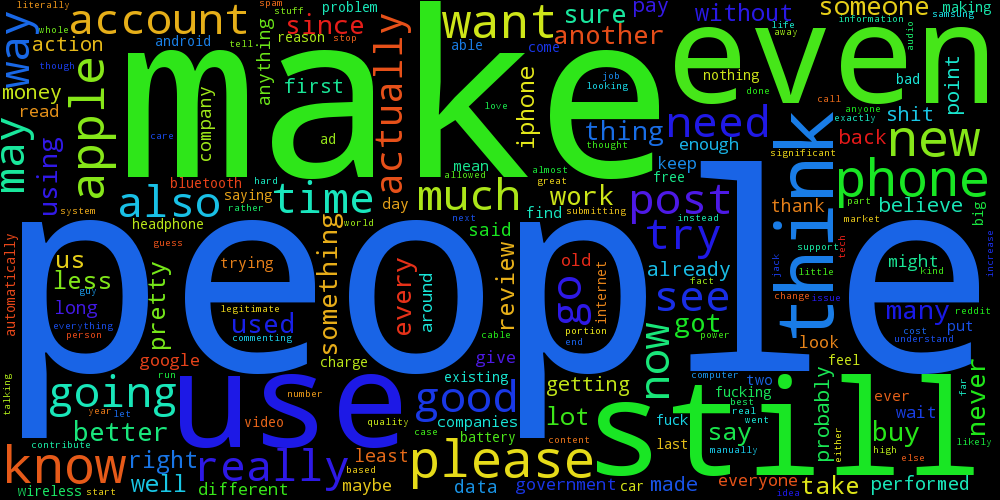 literally
spam
problem
pay
someone
making
account
since
sure
without
information
samsung
whole
stuff
want
life
away
way
action
android
tell
anything
reason
stop
actually
able
come
another
even
audio
though
apple
make
nothing
bad
point
money
company
first
iphone
job
looking
done
call
anyone
read
love
thing
need
think
exactly
shit
may
using
care
ad
thought
enough
back
new
significant
mean
almost
keep
bluetooth
saying
hard
allowed
great
free
phone
also
rather
time
day
much
work
post
thank
part
believe
big
system
headphone
world
next
find
submitting
instead
market
automatically
guess
something
said
try
support
tech
increase
us
trying
every
review
old
internet
already
jack
little
might
kind
less
guy
pretty
people
around
go
fact
see
change
issue
long
legitimate
many
reddit
everything
used
portion
got
cost
put
person
commenting
cable
end
now
power
look
understand
google
charge
give
feel
talking
going
run
existing
getting
computer
two
probably
never
far
use
number
good
fucking
ever
year
let
quality
companies
lot
fuck
best
real
went
still
wait
better
video
case
battery
content
say
either
buy
likely
contribute
know
right
really
least
please
last
manually
high
else
based
wireless
start
well
different
maybe
data
government
car
made
everyone
idea
take
performed